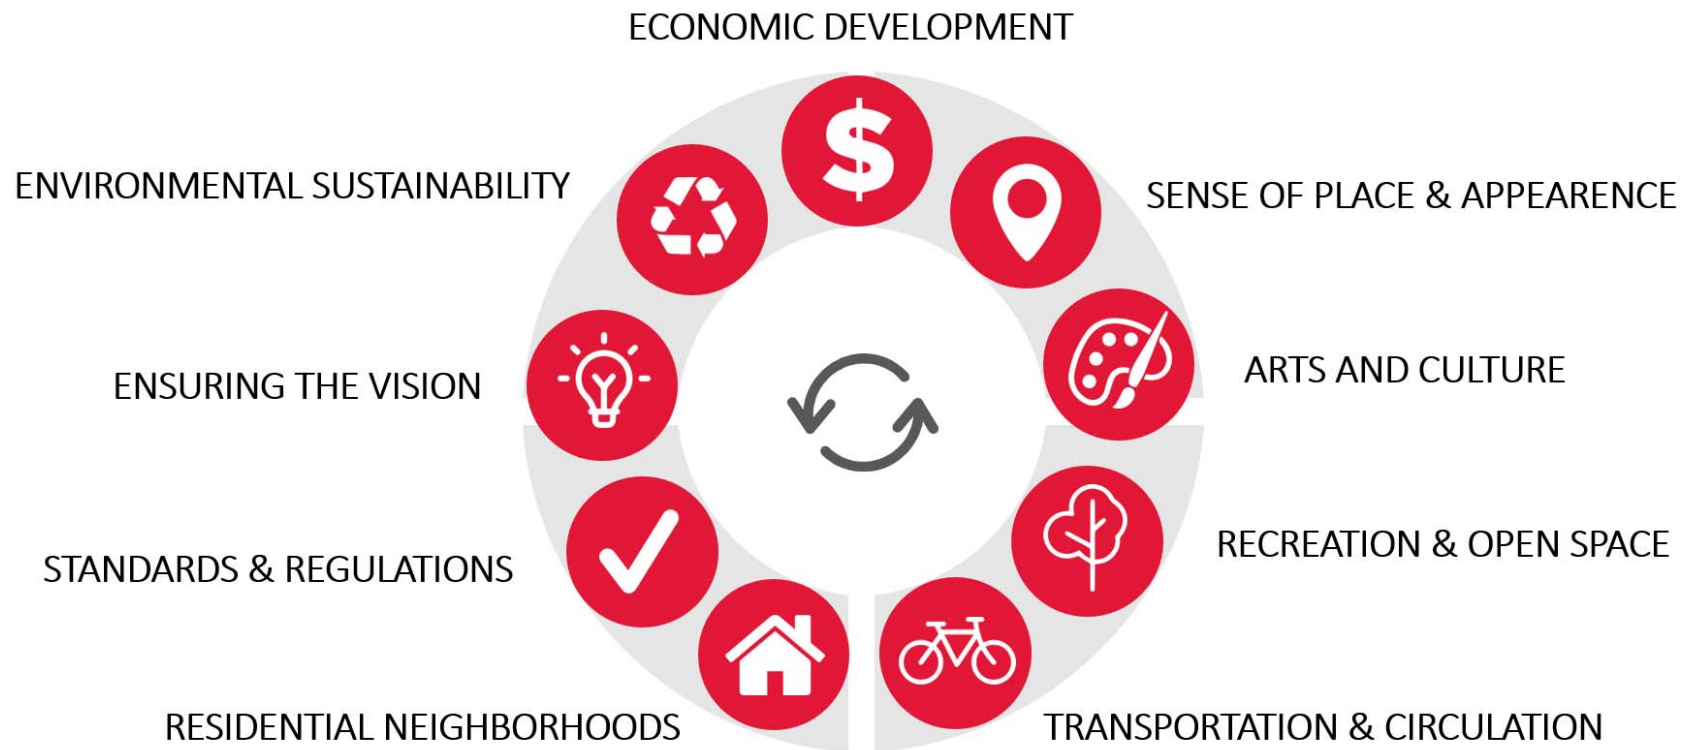 ECONOMIC DEVELOPMENT
ENVIRONMENTAL SUSTAINABILITY
SENSE OF PLACE & APPEARENCE
ENSURING THE VISION
ARTS AND CULTURE
STANDARDS & REGULATIONS
RECREATION & OPEN SPACE
RESIDENTIAL NEIGHBORHOODS
TRANSPORTATION & CIRCULATION